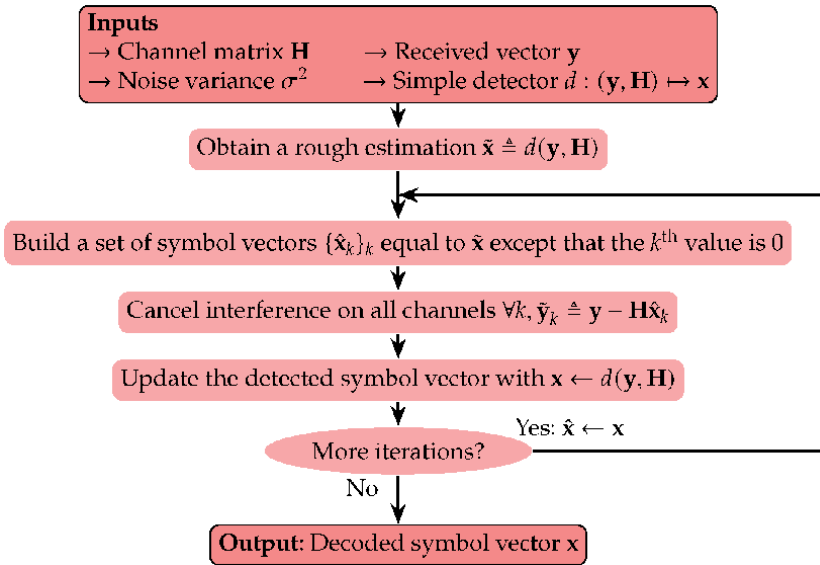 Inputs
→ Channel matrix H → Received vector y
→ Noise variance σ² → Simple detector d : (y, H) ↦ x
Obtain a rough estimation x̃ ≜ d(y, H)
Build a set of symbol vectors {x̂ₖ}ₖ equal to x̃ except that the kᵗʰ value is 0
Cancel interference on all channels ∀k, ỹₖ ≜ y − Hx̂ₖ
Update the detected symbol vector with x ← d(y, H)
Yes: x̂ ← x
More iterations?
No
Output: Decoded symbol vector x